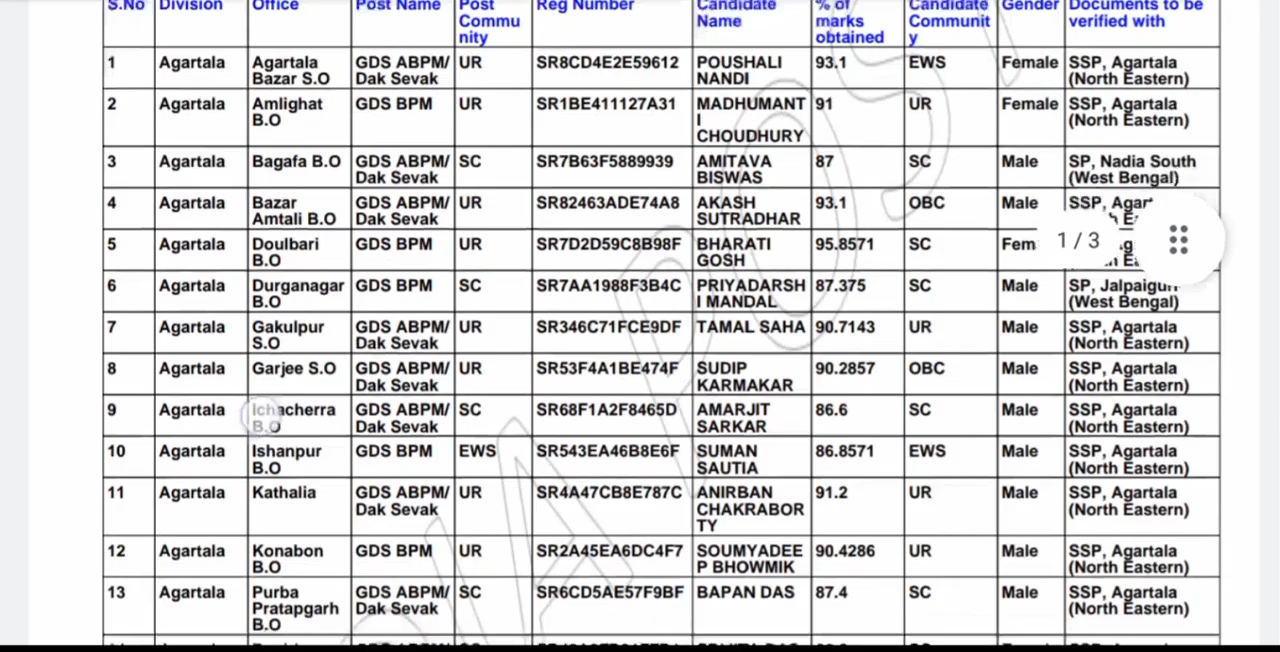 S.No Division Office Post Name Post Reg Number Candidate % of Candidate Gender Documents to be
Commu Name marks Communit verified with
nity obtained y
1 Agartala Agartala GDS ABPM/ UR SR8CD4E2E59612 POUSHALI 93.1 EWS Female SSP, Agartala
Bazar S.O Dak Sevak NANDI (North Eastern)
2 Agartala Amlighat GDS BPM UR SR1BE411127A31 MADHUMANT 91 UR Female SSP, Agartala
B.O I (North Eastern)
CHOUDHURY
3 Agartala Bagafa B.O GDS ABPM/ SC SR7B63F5889939 AMITAVA 87 SC Male SP, Nadia South
Dak Sevak BISWAS (West Bengal)
4 Agartala Bazar GDS ABPM/ UR SR82463ADE74A8 AKASH 93.1 OBC Male SSP, Agart
Amtali B.O Dak Sevak SUTRADHAR
5 Agartala Doulbari GDS BPM UR SR7D2D59C8B98F BHARATI 95.8571 SC Fem 1 / 3
B.O GOSH
6 Agartala Durganagar GDS BPM SC SR7AA1988F3B4C PRIYADARSH 87.375 SC Male SP, Jalpaiguri
B.O I MANDAL (West Bengal)
7 Agartala Gakulpur GDS ABPM/ UR SR346C71FCE9DF TAMAL SAHA 90.7143 UR Male SSP, Agartala
S.O Dak Sevak (North Eastern)
8 Agartala Garjee S.O GDS ABPM/ UR SR53F4A1BE474F SUDIP 90.2857 OBC Male SSP, Agartala
Dak Sevak KARMAKAR (North Eastern)
9 Agartala Ichacherra GDS ABPM/ SC SR68F1A2F8465D AMARJIT 86.6 SC Male SSP, Agartala
B.O Dak Sevak SARKAR (North Eastern)
10 Agartala Ishanpur GDS BPM EWS SR543EA46B8E6F SUMAN 86.8571 EWS Male SSP, Agartala
B.O SAUTIA (North Eastern)
11 Agartala Kathalia GDS ABPM/ UR SR4A47CB8E787C ANIRBAN 91.2 UR Male SSP, Agartala
Dak Sevak CHAKRABOR (North Eastern)
TY
12 Agartala Konabon GDS BPM UR SR2A45EA6DC4F7 SOUMYADEE 90.4286 UR Male SSP, Agartala
B.O P BHOWMIK (North Eastern)
13 Agartala Purba GDS ABPM/ SC SR6CD5AE57F9BF BAPAN DAS 87.4 SC Male SSP, Agartala
Pratapgarh Dak Sevak (North Eastern)
B.O